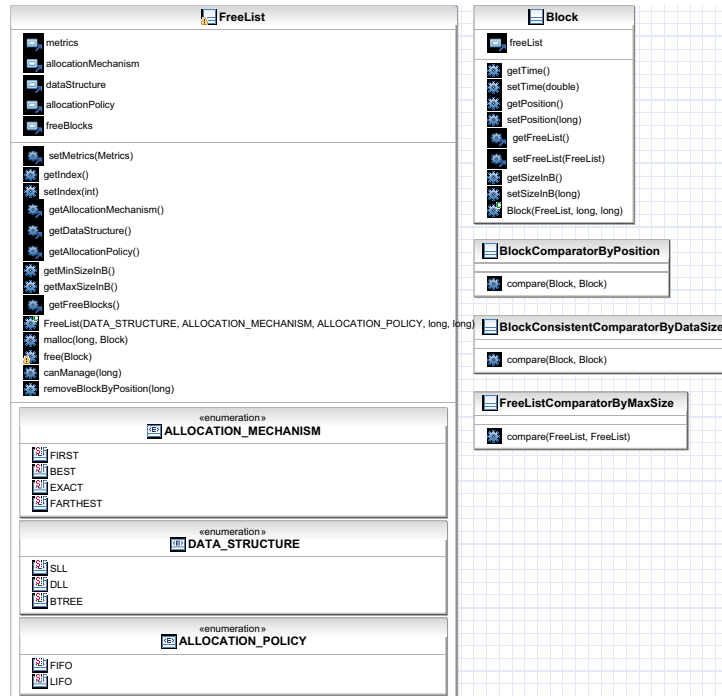 FreeList
metrics
allocationMechanism
dataStructure
allocationPolicy
freeBlocks
setMetrics(Metrics)
getIndex()
setIndex(int)
getAllocationMechanism()
getDataStructure()
getAllocationPolicy()
getMinSizeInB()
getMaxSizeInB()
getFreeBlocks()
FreeList(DATA_STRUCTURE, ALLOCATION_MECHANISM, ALLOCATION_POLICY, long, long)
malloc(long, Block)
free(Block)
canManage(long)
removeBlockByPosition(long)
«enumeration»
ALLOCATION_MECHANISM
FIRST
BEST
EXACT
FARTHEST
«enumeration»
DATA_STRUCTURE
SLL
DLL
BTREE
«enumeration»
ALLOCATION_POLICY
FIFO
LIFO
Block
freeList
getTime()
setTime(double)
getPosition()
setPosition(long)
getFreeList()
setFreeList(FreeList)
getSizeInB()
setSizeInB(long)
Block(FreeList, long, long)
BlockComparatorByPosition
compare(Block, Block)
BlockConsistentComparatorByDataSize
compare(Block, Block)
FreeListComparatorByMaxSize
compare(FreeList, FreeList)